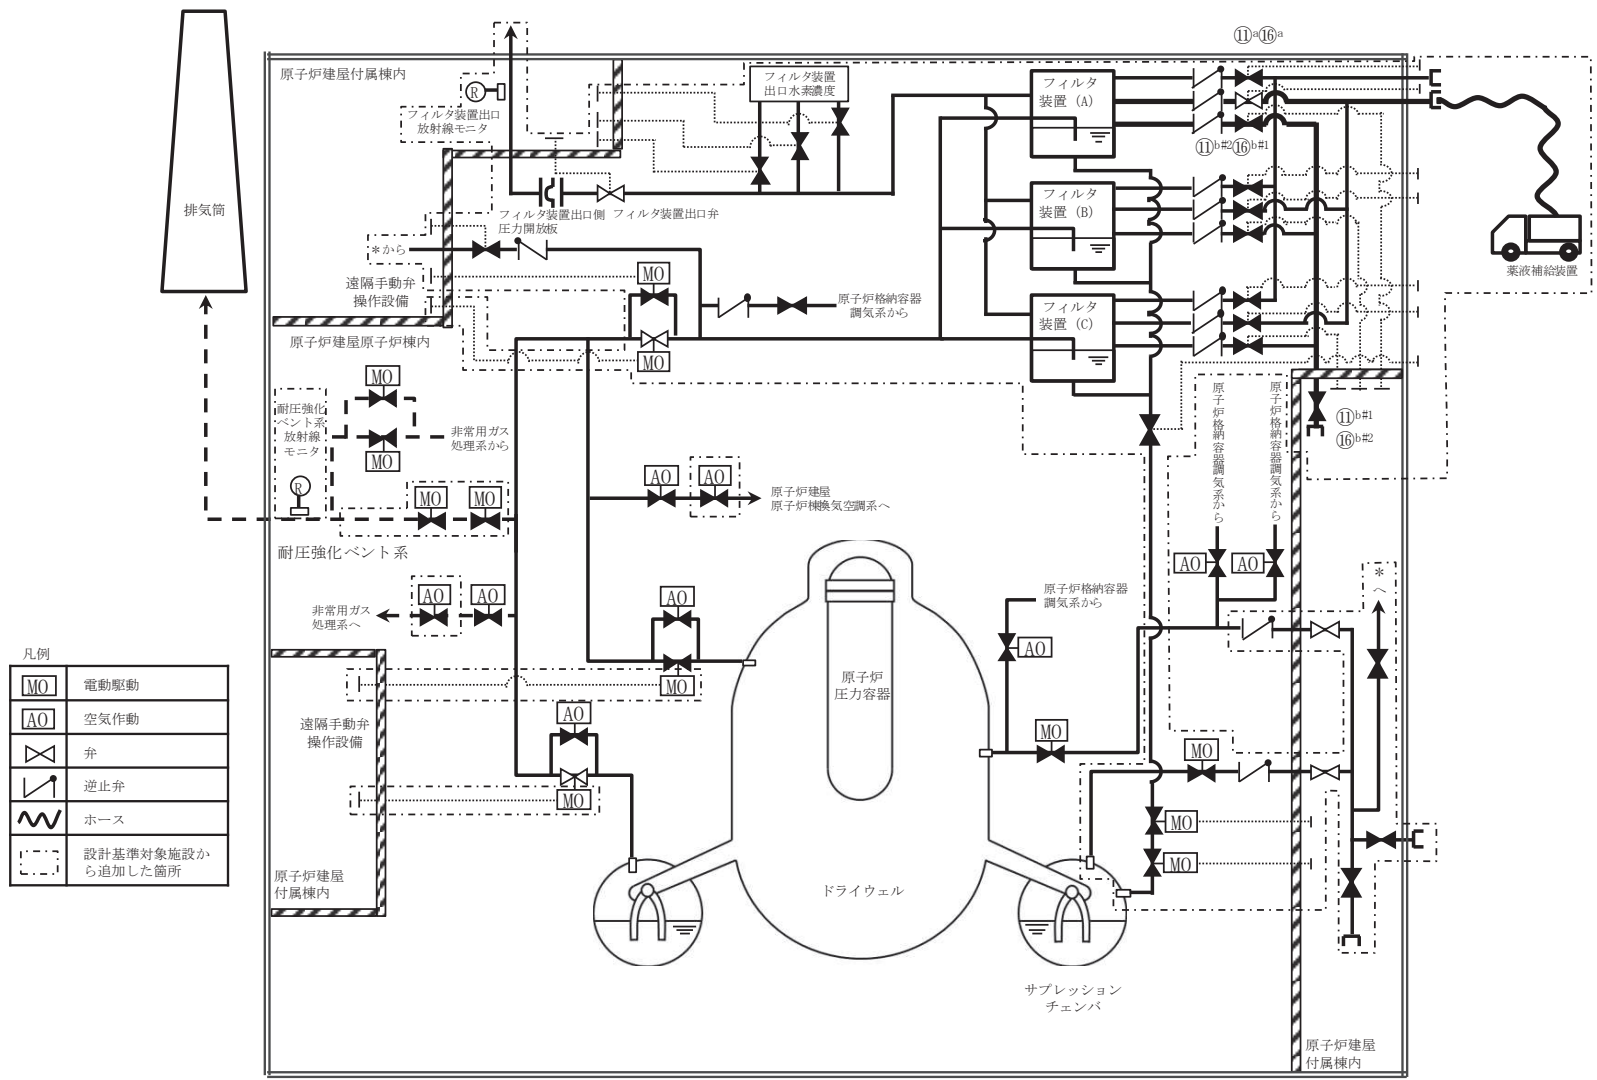 ⑪a⑯a
原子炉建屋付属棟内
R
フィルタ装置出口
放射線モニタ
フィルタ装置
出口水素濃度
フィルタ
装置（A）
⑪b#2⑯b#1
フィルタ
装置（B）
フィルタ
装置（C）
排気筒
フィルタ装置出口側
圧力開放板
フィルタ装置出口弁
薬液補給装置
＊から
遠隔手動弁
操作設備
MO
原子炉格納容器
調気系から
原子炉建屋原子炉棟内
MO
MO
耐圧強化
ベント系
放射線
モニタ
R
非常用ガス
処理系から
MO
原子炉格納容器調気系から
原子炉格納容器調気系から
⑪b#1
⑯b#2
AO
AO
原子炉建屋
原子炉棟換気空調系へ
MO
MO
耐圧強化ベント系
AO
AO
＊
へ
非常用ガス
処理系へ
AO
AO
AO
原子炉格納容器
調気系から
AO
MO
原子炉
圧力容器
遠隔手動弁
操作設備
AO
MO
MO
MO
MO
MO
凡例
MO
電動駆動
AO
空気作動
弁
逆止弁
ホース
設計基準対象施設か
ら追加した箇所
原子炉建屋
付属棟内
ドライウェル
サプレッション
チェンバ
原子炉建屋
付属棟内